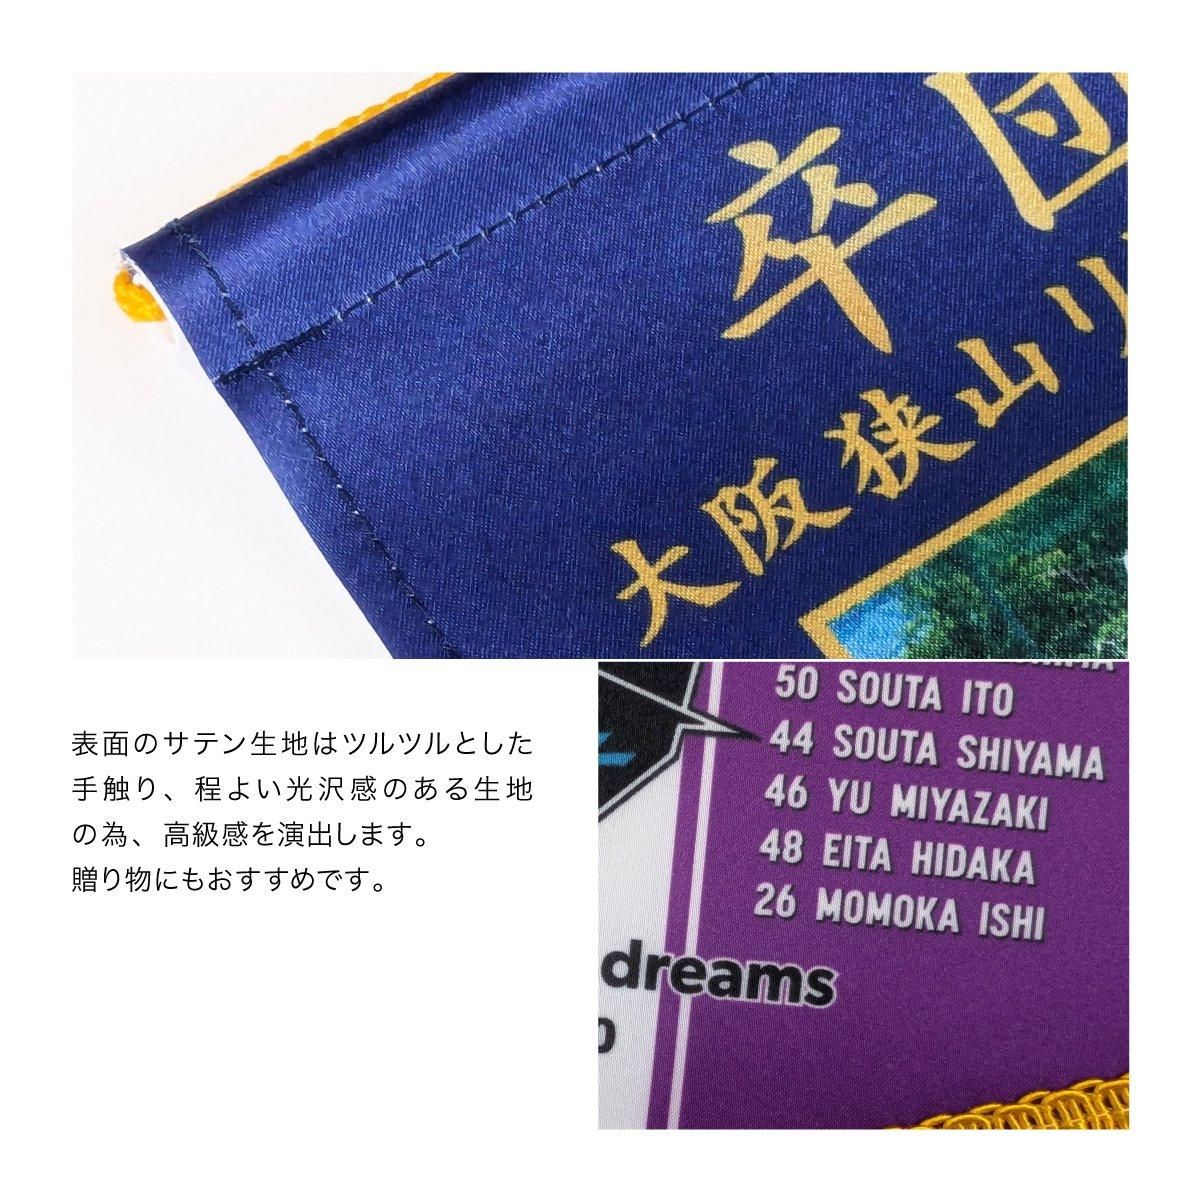 卒団
大阪狭山リ
50 SOUTA ITO
44 SOUTA SHIYAMA
46 YU MIYAZAKI
48 EITA HIDAKA
26 MOMOKA ISHI
dreams
表面のサテン生地はツルツルとした
手触り、程よい光沢感のある生地
の為、高級感を演出します。
贈り物にもおすすめです。